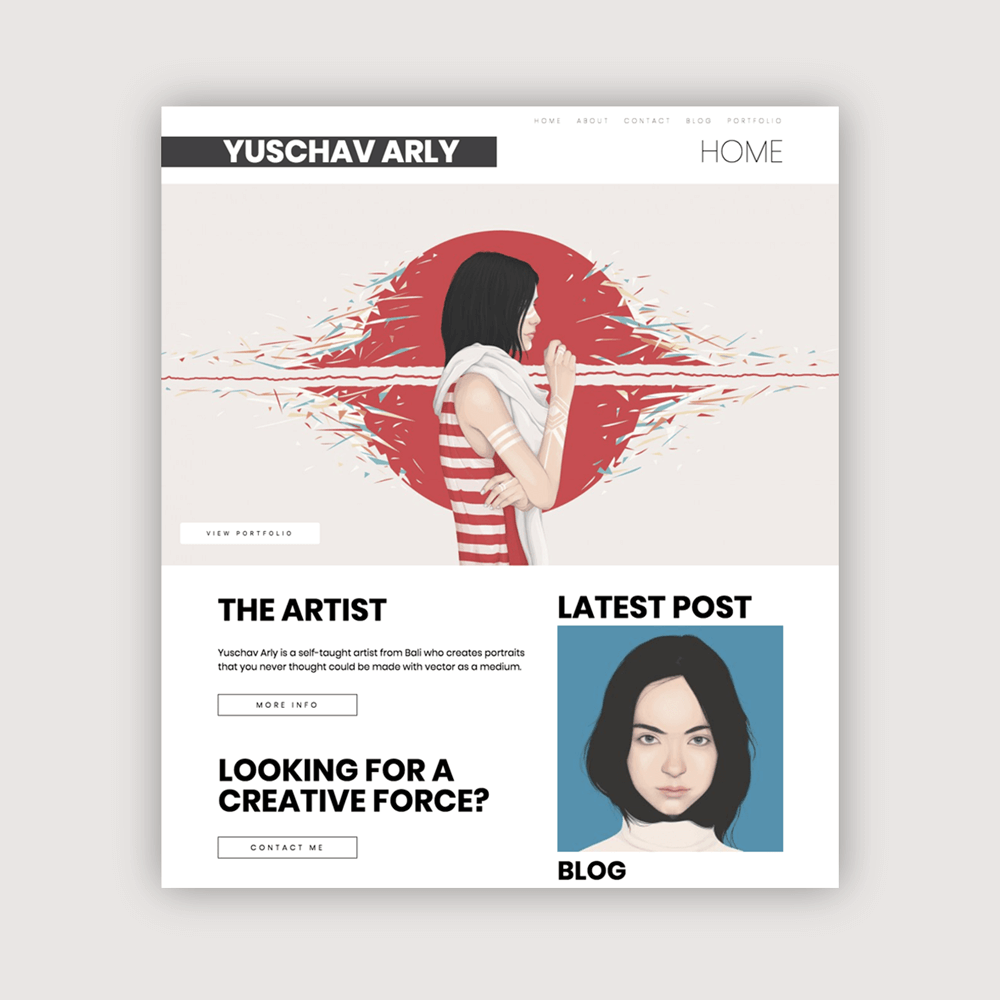 HOME ABOUT CONTACT BLOG PORTFOLIO
YUSCHAV ARLY
HOME
VIEW PORTFOLIO
THE ARTIST
Yuschav Arly is a self-taught artist from Bali who creates portraits
that you never thought could be made with vector as a medium.
MORE INFO
LOOKING FOR A
CREATIVE FORCE?
CONTACT ME
LATEST POST
BLOG